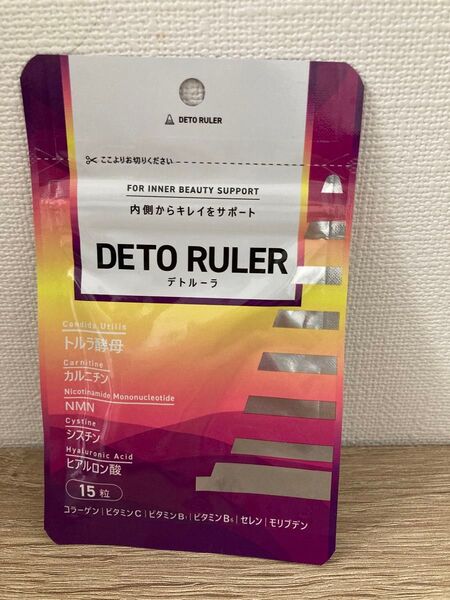 DETO RULER
ここよりお切りください
FOR INNER BEAUTY SUPPORT
内側からキレイをサポート
DETO RULER
デトルーラ
Candida Utilis
トルラ酵母
Carnitine
カルニチン
Nicotinamide Mononucleotide
NMN
Cystine
シスチン
Hyaluronic Acid
ヒアルロン酸
15粒
コラーゲン|ビタミンC|ビタミンB₁|ビタミンB₆|セレン|モリブデン